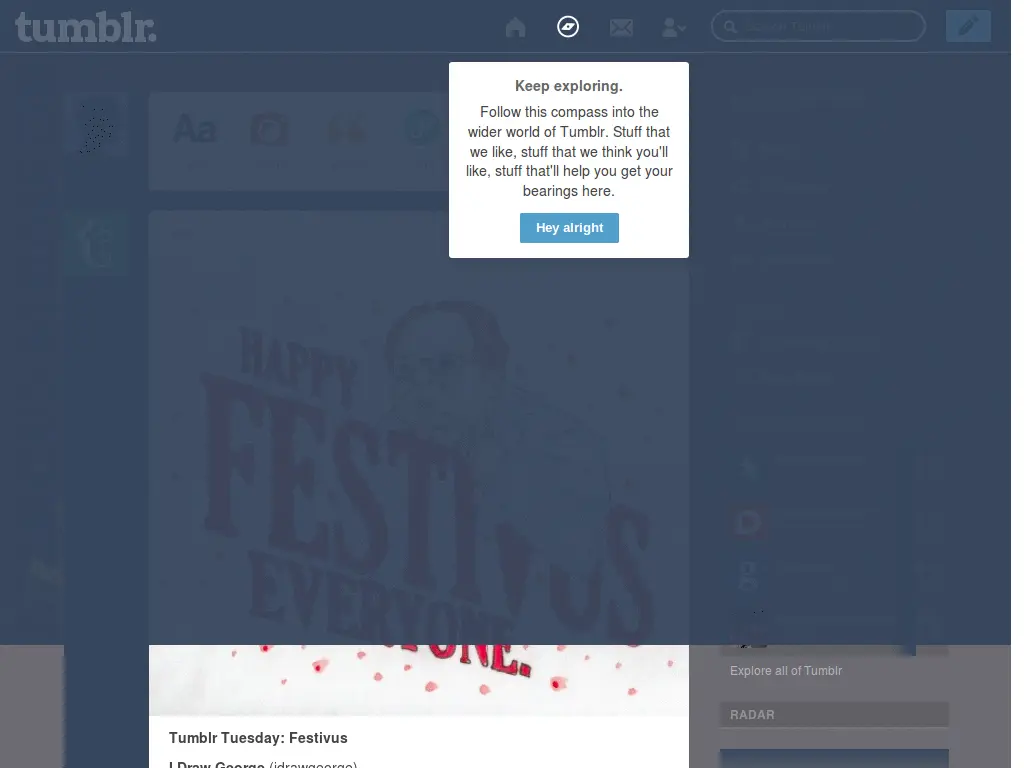 tumblr.
Keep exploring.
Follow this compass into the
wider world of Tumblr. Stuff that
we like, stuff that we think you'll
like, stuff that'll help you get your
bearings here.
Hey alright
Aa
HAPPY
FESTIVUS
EVERYONE.
Explore all of Tumblr
RADAR
Tumblr Tuesday: Festivus
I Draw George (idrawgeorge)